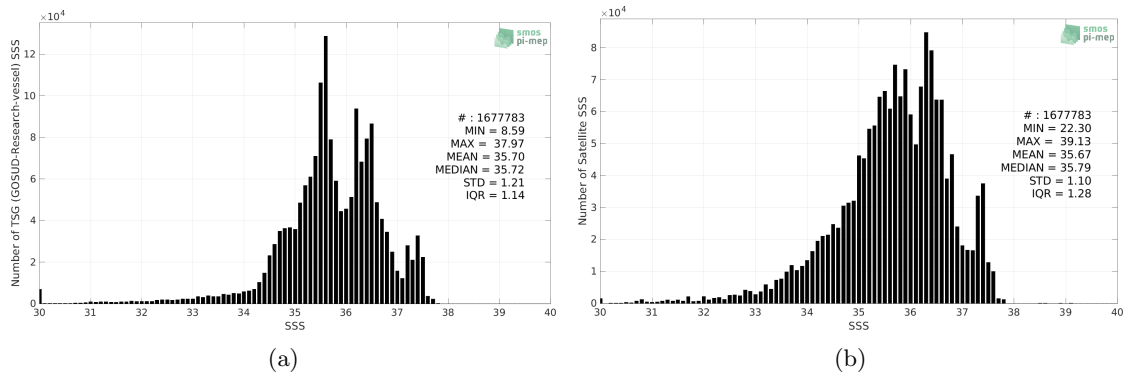 ×10⁴
12
10
8
6
4
2
0
30 31 32 33 34 35 36 37 38 39 40
SSS
Number of TSG (GOSUD-Research-vessel) SSS
smos
pi-mep
# : 1677783
MIN = 8.59
MAX = 37.97
MEAN = 35.70
MEDIAN = 35.72
STD = 1.21
IQR = 1.14
(a)
×10⁴
8
7
6
5
4
3
2
1
0
30 31 32 33 34 35 36 37 38 39 40
SSS
Number of Satellite SSS
smos
pi-mep
# : 1677783
MIN = 22.30
MAX = 39.13
MEAN = 35.67
MEDIAN = 35.79
STD = 1.10
IQR = 1.28
(b)